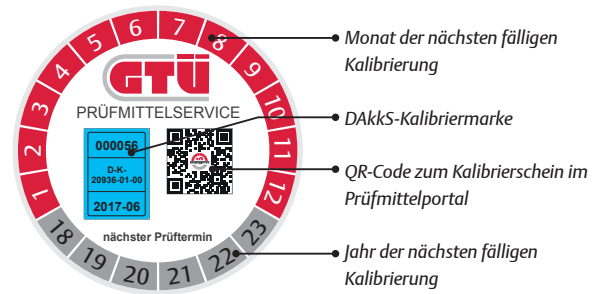 1
2
3
4
5
6
7
8
9
10
11
12
GTÜ
PRÜFMITTELSERVICE
000056
D-K-
20936-01-00
2017-06
nächster Prüftermin
18
19
20
21
22
23
Monat der nächsten fälligen
Kalibrierung
DAkkS-Kalibriermarke
QR-Code zum Kalibrierschein im
Prüfmittelportal
Jahr der nächsten fälligen
Kalibrierung